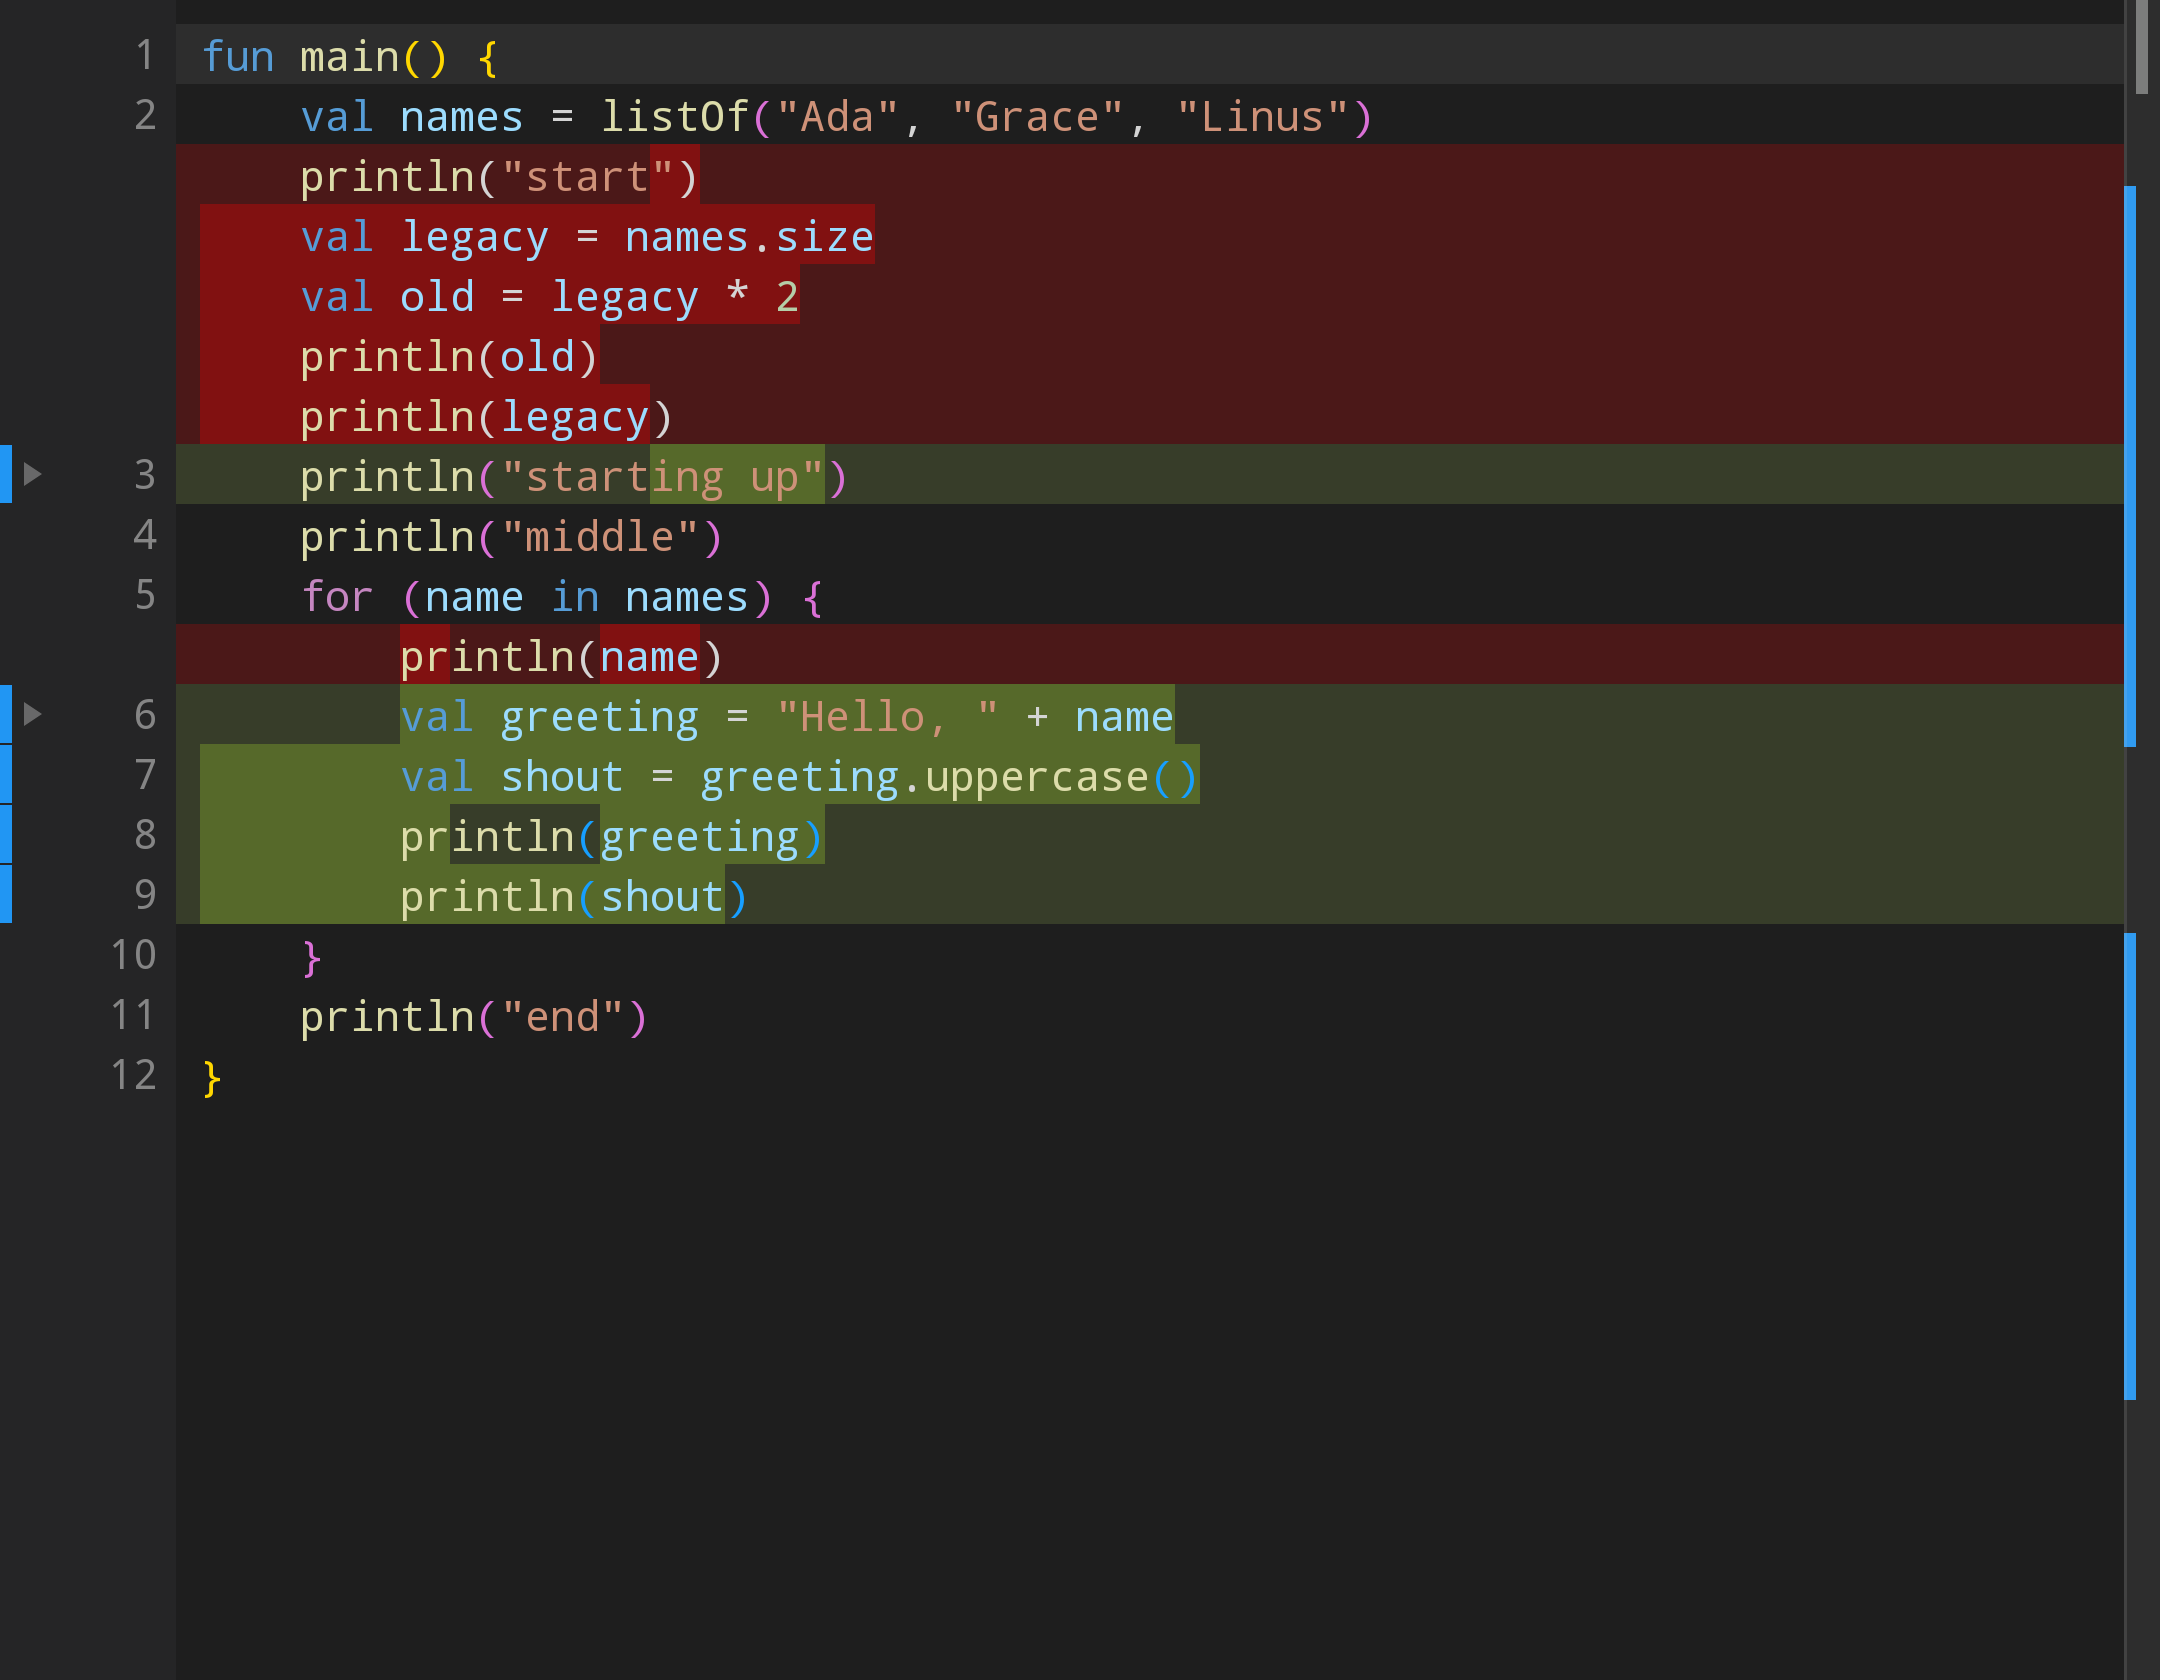 1 fun main() {
2     val names = listOf("Ada", "Grace", "Linus")
    println("start")
    val legacy = names.size
    val old = legacy * 2
    println(old)
    println(legacy)
3     println("starting up")
4     println("middle")
5     for (name in names) {
        println(name)
6         val greeting = "Hello, " + name
7         val shout = greeting.uppercase()
8         println(greeting)
9         println(shout)
10     }
11     println("end")
12 }